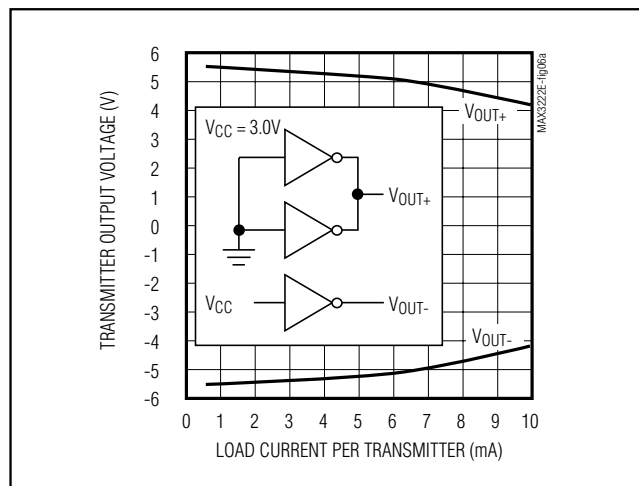 TRANSMITTER OUTPUT VOLTAGE (V)
6
5
4
3
2
1
0
-1
-2
-3
-4
-5
-6
VCC = 3.0V
VOUT+
VOUT+
VCC
VOUT-
VOUT-
MAX3222E-fig06a
0 1 2 3 4 5 6 7 8 9 10
LOAD CURRENT PER TRANSMITTER (mA)